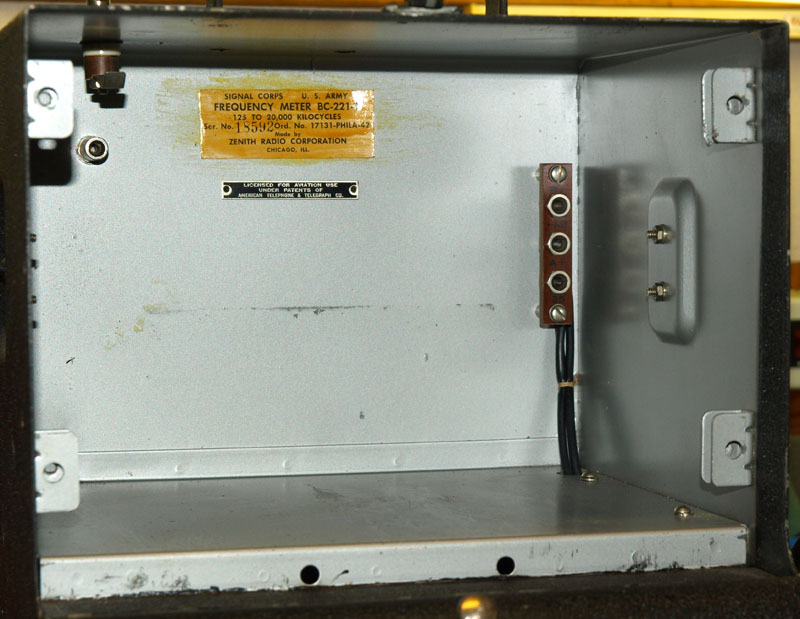 SIGNAL CORPS U. S. ARMY
FREQUENCY METER BC-221-
125 TO 20,000 KILOCYCLES
Ser. No. 18592 Ord. No. 17131-PHILA-42
Made by
ZENITH RADIO CORPORATION
CHICAGO, ILL.
LICENSED FOR AVIATION USE
UNDER PATENTS OF
AMERICAN TELEPHONE & TELEGRAPH CO.